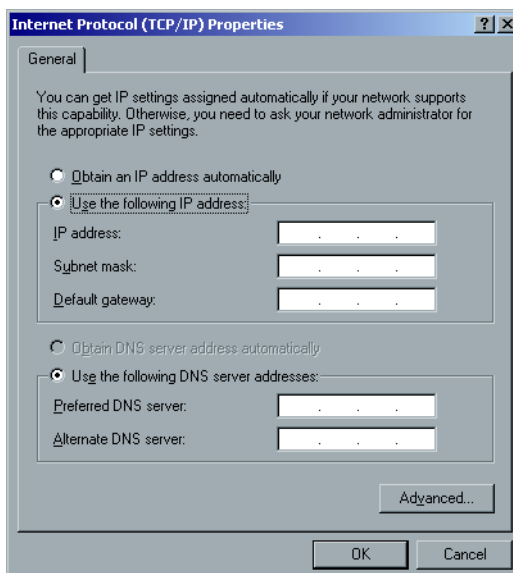 Internet Protocol (TCP/IP) Properties
General
You can get IP settings assigned automatically if your network supports
this capability. Otherwise, you need to ask your network administrator for
the appropriate IP settings.
Obtain an IP address automatically
Use the following IP address:
IP address:
Subnet mask:
Default gateway:
Obtain DNS server address automatically
Use the following DNS server addresses:
Preferred DNS server:
Alternate DNS server:
Advanced...
OK Cancel